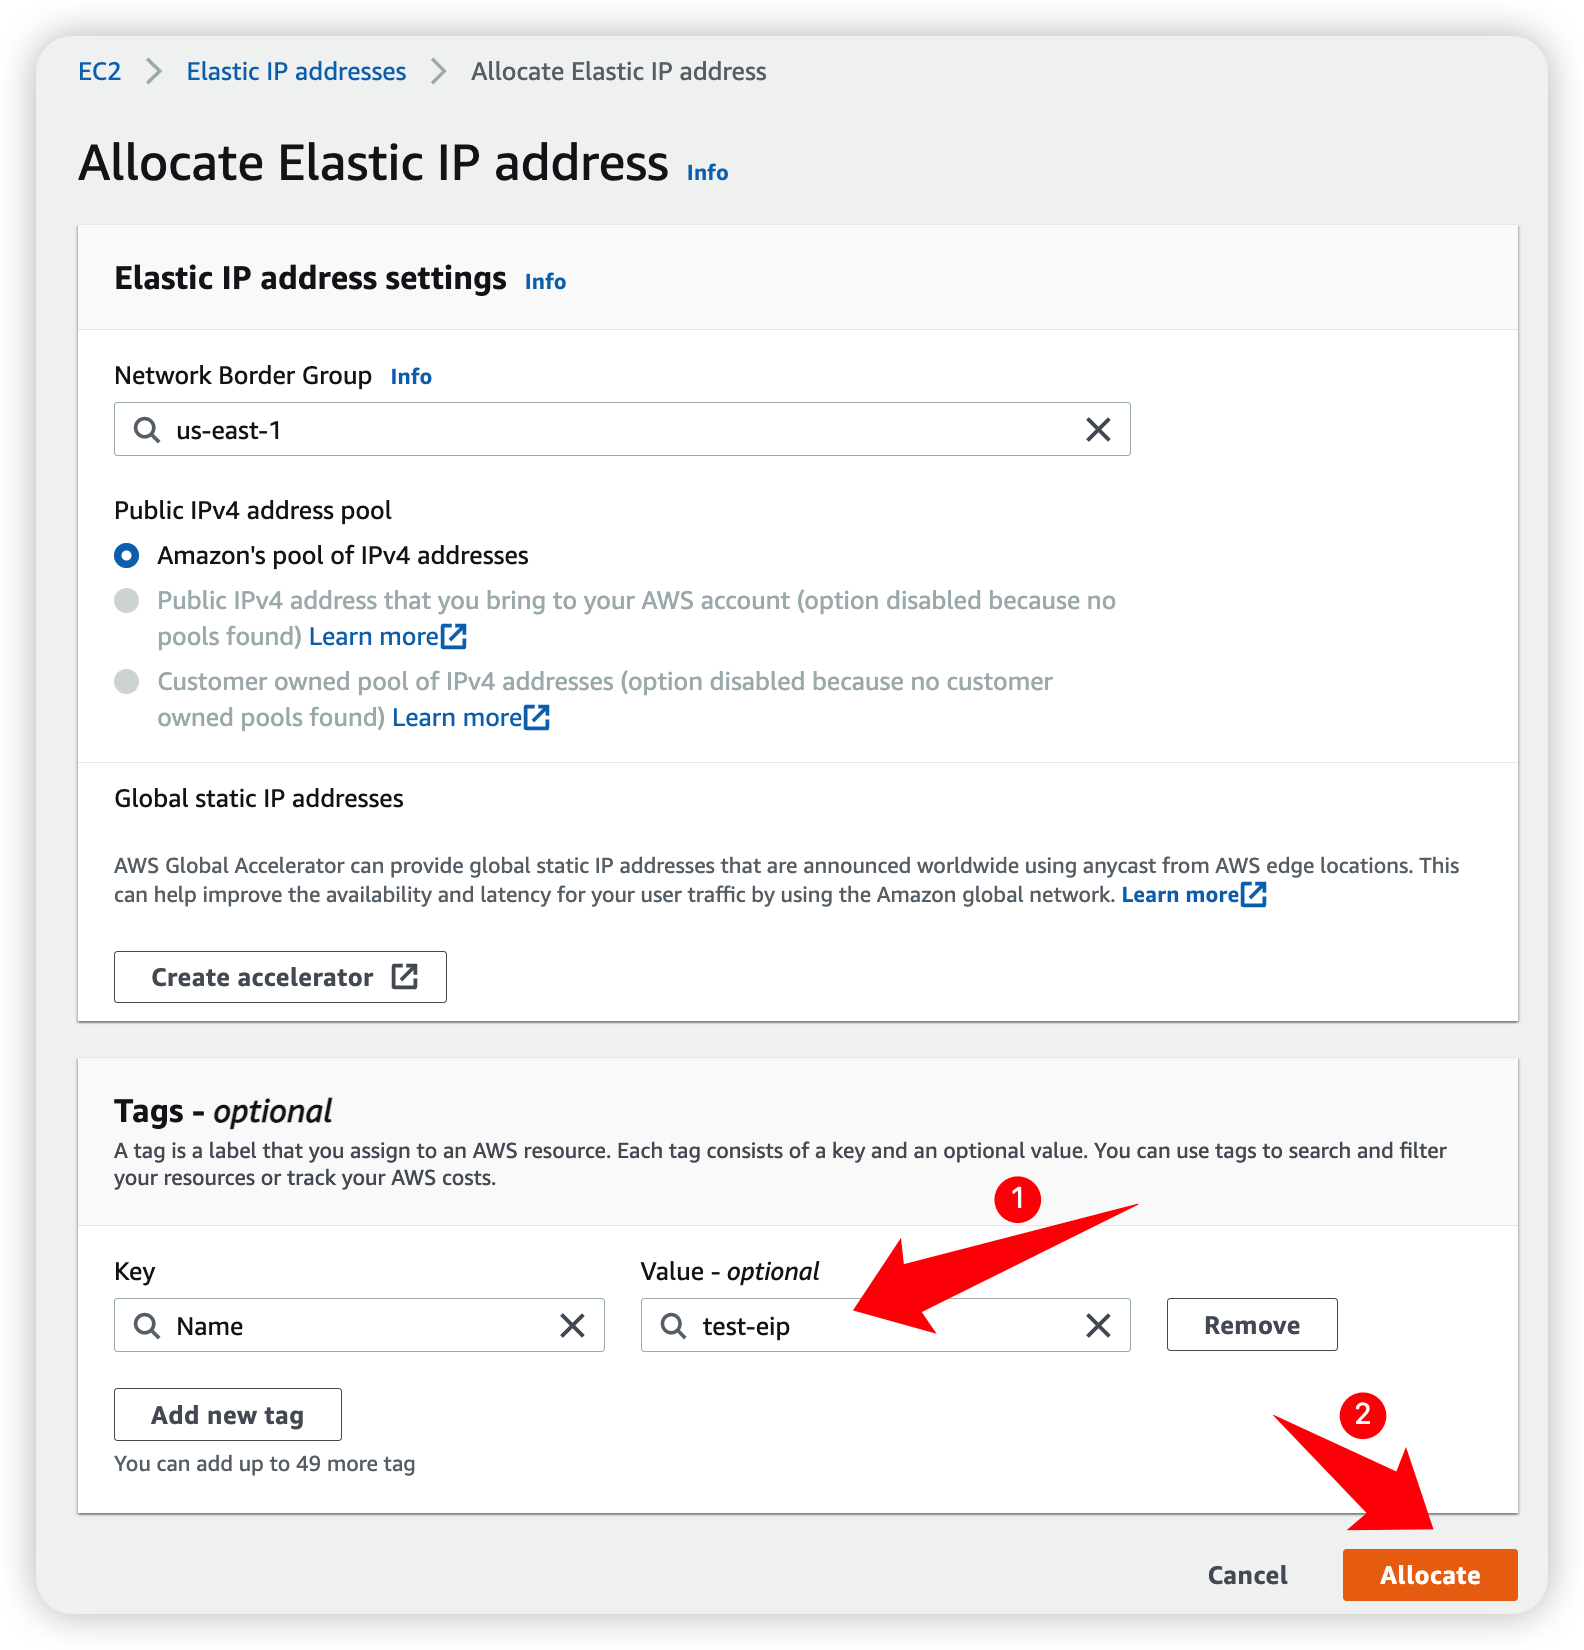 EC2 > Elastic IP addresses > Allocate Elastic IP address
Allocate Elastic IP address Info
Elastic IP address settings Info
Network Border Group Info
us-east-1
Public IPv4 address pool
Amazon's pool of IPv4 addresses
Public IPv4 address that you bring to your AWS account (option disabled because no
pools found) Learn more
Customer owned pool of IPv4 addresses (option disabled because no customer
owned pools found) Learn more
Global static IP addresses
AWS Global Accelerator can provide global static IP addresses that are announced worldwide using anycast from AWS edge locations. This
can help improve the availability and latency for your user traffic by using the Amazon global network. Learn more
Create accelerator
Tags - optional
A tag is a label that you assign to an AWS resource. Each tag consists of a key and an optional value. You can use tags to search and filter
your resources or track your AWS costs.
1
Key Value - optional
Name test-eip Remove
Add new tag
2
You can add up to 49 more tag
Cancel Allocate